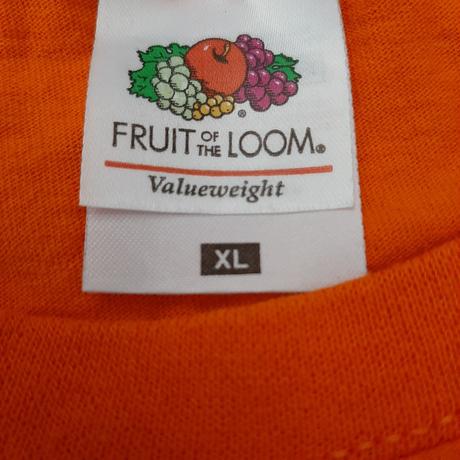 FRUIT OF THE LOOM®
Valueweight
XL